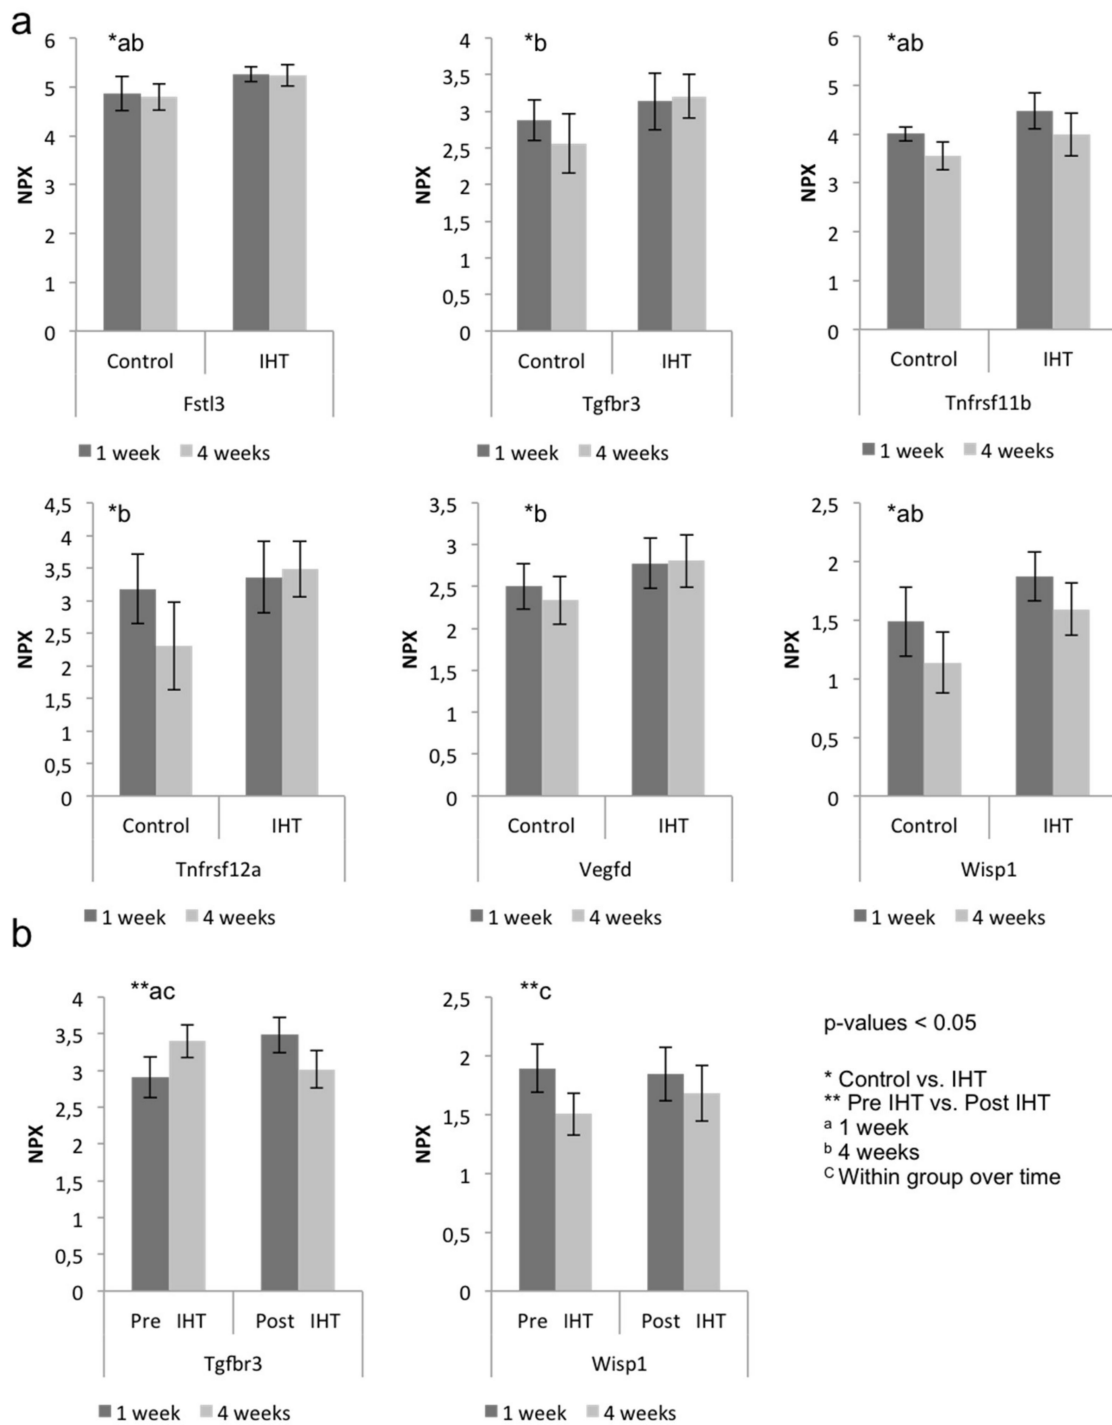 a
*ab
6
5
4
3
2
1
0
NPX
Control IHT
Fstl3
1 week 4 weeks
*b
4
3,5
3
2,5
2
1,5
1
0,5
0
NPX
Control IHT
Tgfbr3
1 week 4 weeks
*ab
6
5
4
3
2
1
0
NPX
Control IHT
Tnfrsf11b
1 week 4 weeks
*b
4,5
4
3,5
3
2,5
2
1,5
1
0,5
0
NPX
Control IHT
Tnfrsf12a
1 week 4 weeks
*b
3,5
3
2,5
2
1,5
1
0,5
0
NPX
Control IHT
Vegfd
1 week 4 weeks
*ab
2,5
2
1,5
1
0,5
0
NPX
Control IHT
Wisp1
1 week 4 weeks
b
**ac
4
3,5
3
2,5
2
1,5
1
0,5
0
NPX
Pre IHT Post IHT
Tgfbr3
1 week 4 weeks
**c
2,5
2
1,5
1
0,5
0
NPX
Pre IHT Post IHT
Wisp1
1 week 4 weeks
p-values < 0.05
* Control vs. IHT
** Pre IHT vs. Post IHT
a 1 week
b 4 weeks
C Within group over time